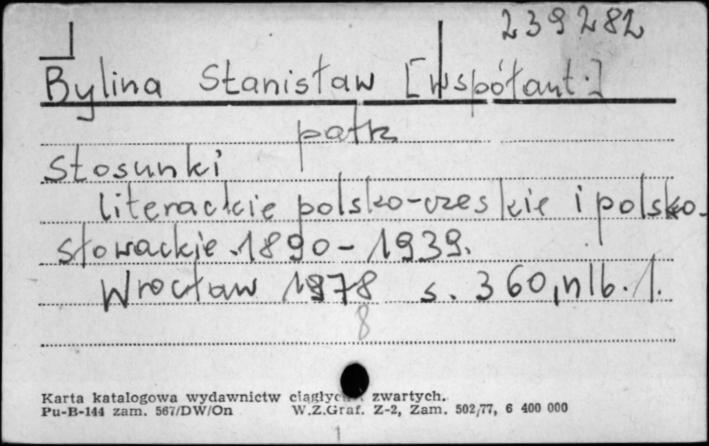 239282
Bylina Stanisław [współaut.]
patrz
Stosunki
literackie polsko-czeskie i polsko-
słowackie. 1890-1939.
Wrocław 1978 s. 360, nlb. 1.
8
Karta katalogowa wydawnictw ciągłych zwartych.
Pu-B-144 zam. 567/DW/On W.Z.Graf. Z-2, Zam. 502/77, 6 400 000